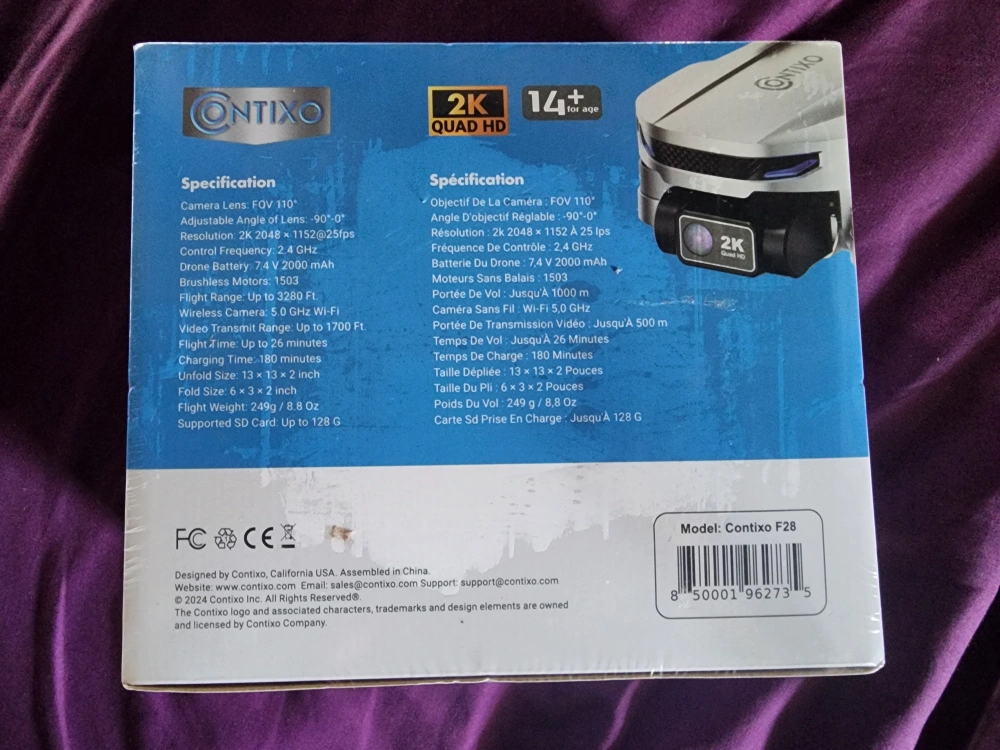 CONTIXO
2K
QUAD HD
14+
for age
CONTIXO
2K
Quad HD
Specification
Camera Lens: FOV 110°
Adjustable Angle of Lens: -90°-0°
Resolution: 2K 2048 × 1152@25fps
Control Frequency: 2.4 GHz
Drone Battery: 7.4 V 2000 mAh
Brushless Motors: 1503
Flight Range: Up to 3280 Ft.
Wireless Camera: 5.0 GHz Wi-Fi
Video Transmit Range: Up to 1700 Ft.
Flight Time: Up to 26 minutes
Charging Time: 180 minutes
Unfold Size: 13 × 13 × 2 inch
Fold Size: 6 × 3 × 2 inch
Flight Weight: 249g / 8.8 Oz
Supported SD Card: Up to 128 G
Spécification
Objectif De La Caméra : FOV 110°
Angle D'objectif Réglable : -90°-0°
Résolution : 2k 2048 × 1152 À 25 Ips
Fréquence De Contrôle : 2,4 GHz
Batterie Du Drone : 7,4 V 2000 mAh
Moteurs Sans Balais : 1503
Portée De Vol : Jusqu'À 1000 m
Caméra Sans Fil : Wi-Fi 5,0 GHz
Portée De Transmission Vidéo : Jusqu'À 500 m
Temps De Vol : Jusqu'À 26 Minutes
Temps De Charge : 180 Minutes
Taille Dépliée : 13 × 13 × 2 Pouces
Taille Du Pli : 6 × 3 × 2 Pouces
Poids Du Vol : 249 g / 8,8 Oz
Carte Sd Prise En Charge : Jusqu'À 128 G
FC CE
Designed by Contixo, California USA. Assembled in China.
Website: www.contixo.com Email: sales@contixo.com Support: support@contixo.com
© 2024 Contixo Inc. All Rights Reserved®.
The Contixo logo and associated characters, trademarks and design elements are owned
and licensed by Contixo Company.
Model: Contixo F28
8 50001 96273 5